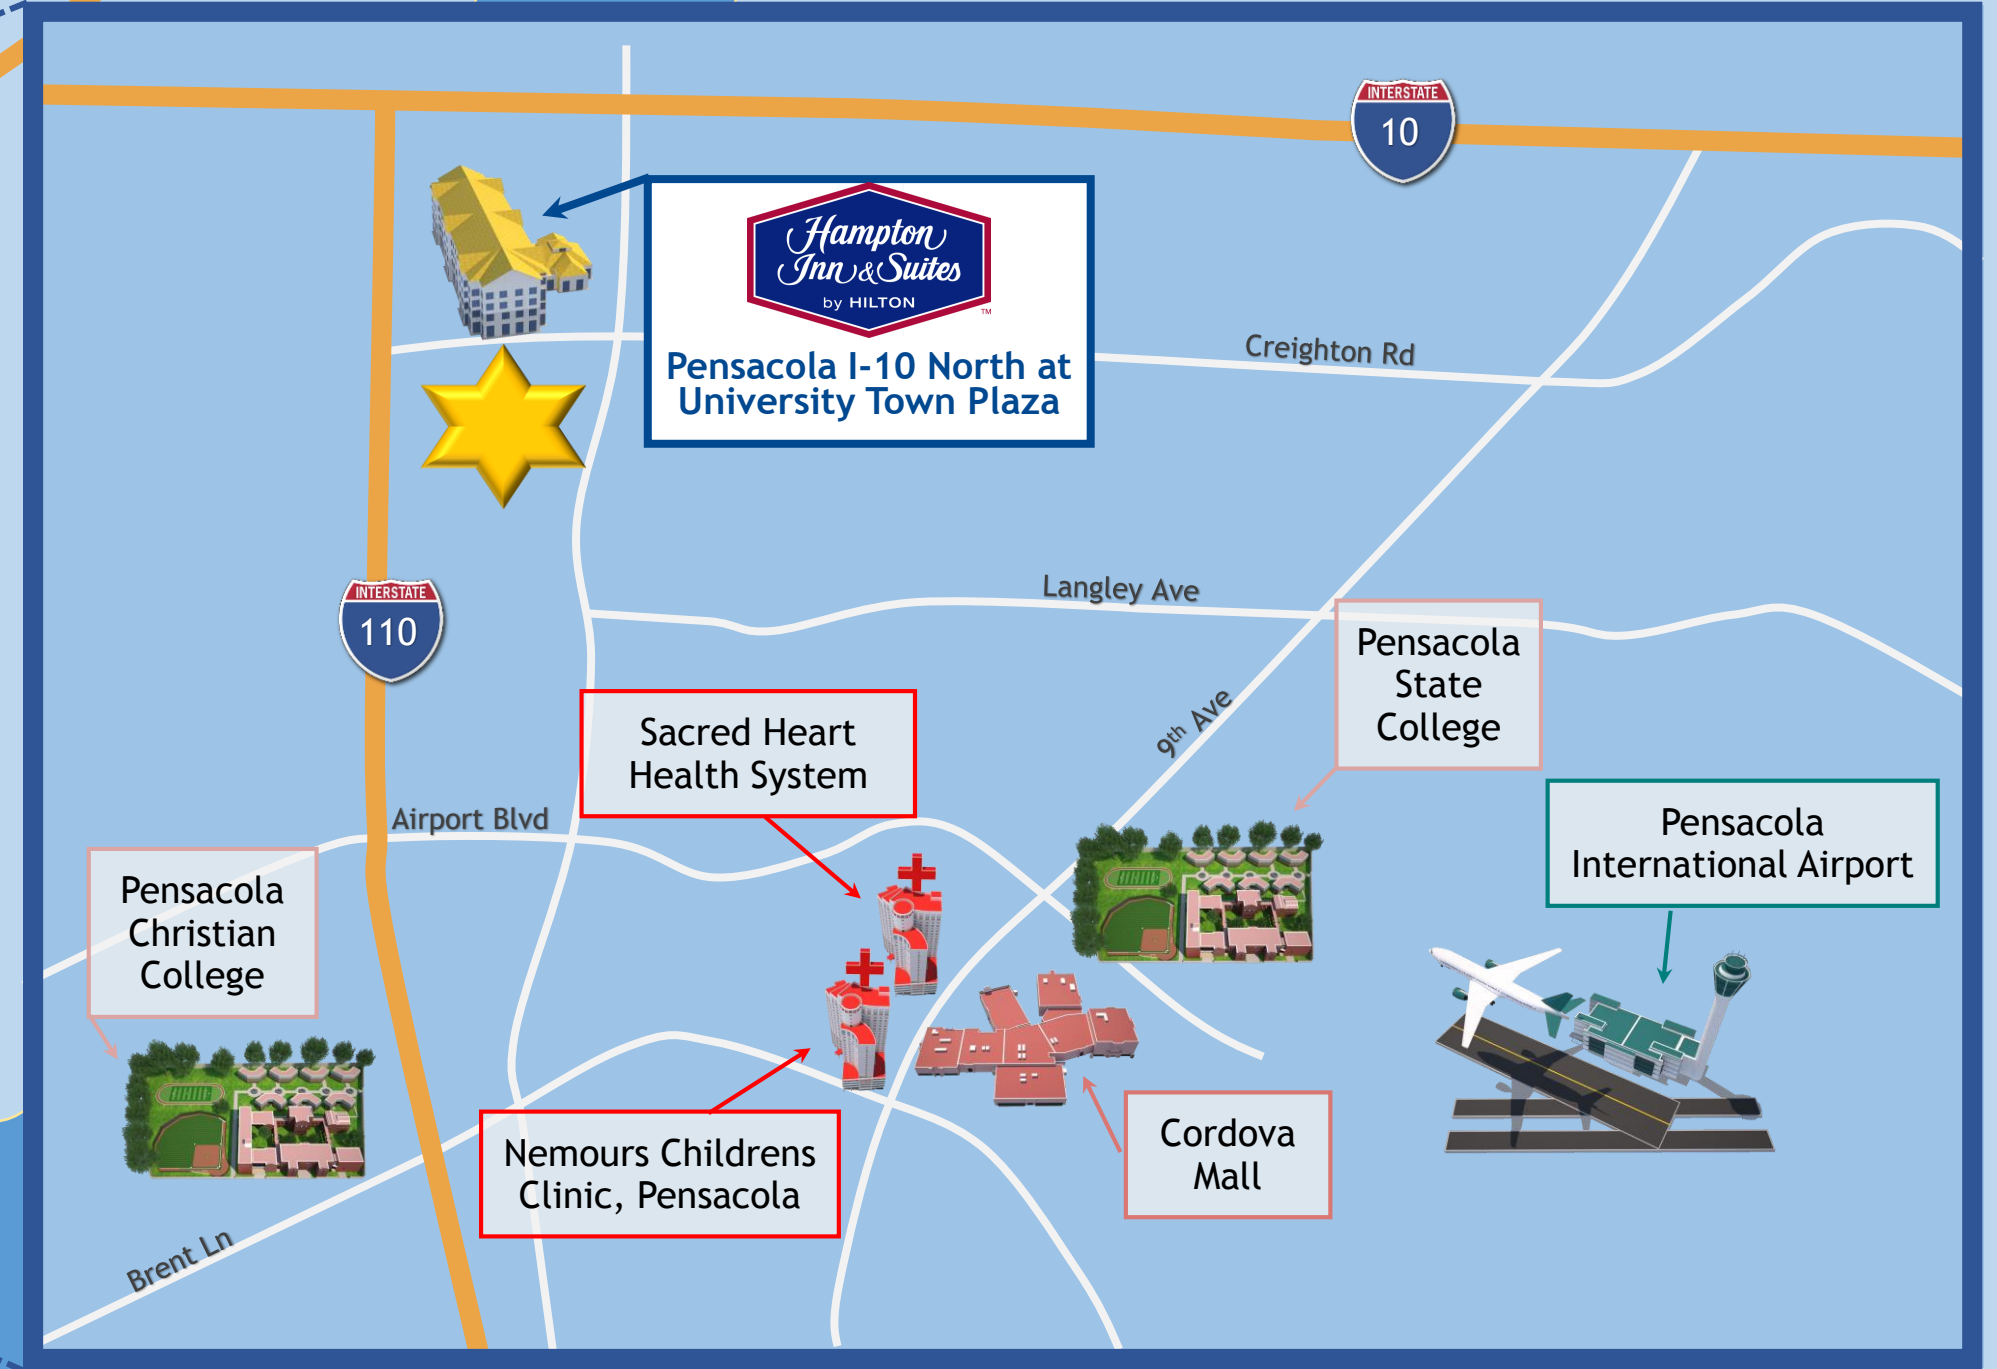 INTERSTATE
10
Hampton
Inn & Suites
by HILTON
TM
Pensacola I-10 North at
University Town Plaza
Creighton Rd
INTERSTATE
110
Langley Ave
Pensacola
State
College
9th Ave
Sacred Heart
Health System
Airport Blvd
Pensacola
International Airport
Pensacola
Christian
College
Nemours Childrens
Clinic, Pensacola
Cordova
Mall
Brent Ln